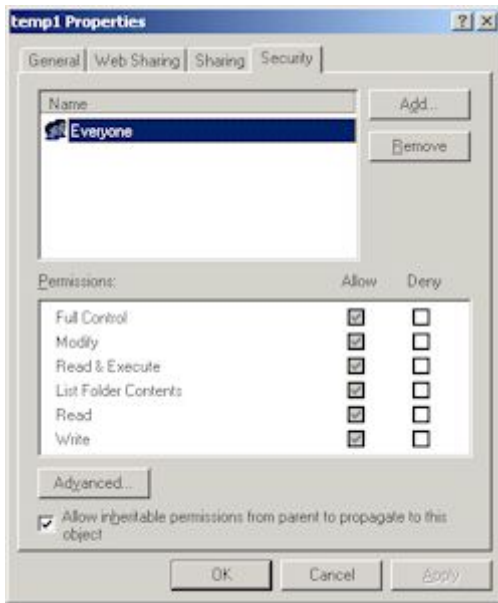 temp1 Properties
General Web Sharing Sharing Security
Name
Add...
Everyone
Remove
Permissions: Allow Deny
Full Control
Modify
Read & Execute
List Folder Contents
Read
Write
Advanced...
Allow inheritable permissions from parent to propagate to this
object
OK Cancel Apply